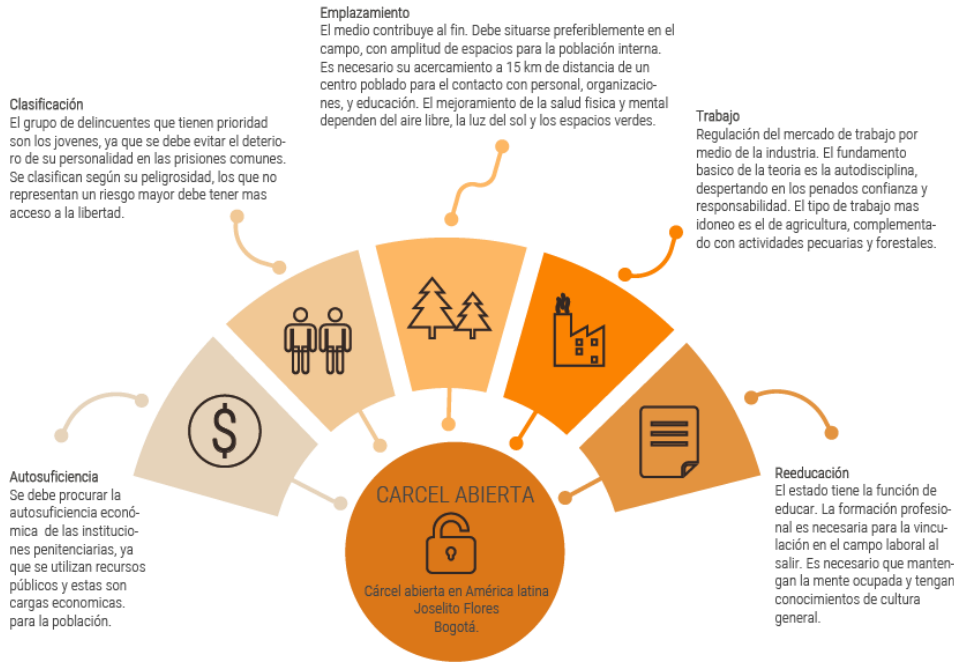 Emplazamiento
El medio contribuye al fin. Debe situarse preferiblemente en el
campo, con amplitud de espacios para la población interna.
Es necesario su acercamiento a 15 km de distancia de un
centro poblado para el contacto con personal, organizacio-
nes, y educación. El mejoramiento de la salud fisica y mental
dependen del aire libre, la luz del sol y los espacios verdes.
Clasificación
El grupo de delincuentes que tienen prioridad
son los jovenes, ya que se debe evitar el deterio-
ro de su personalidad en las prisiones comunes.
Se clasifican según su peligrosidad, los que no
representan un riesgo mayor debe tener mas
acceso a la libertad.
Trabajo
Regulación del mercado de trabajo por
medio de la industria. El fundamento
basico de la teoria es la autodisciplina,
despertando en los penados confianza y
responsabilidad. El tipo de trabajo mas
idoneo es el de agricultura, complementa-
do con actividades pecuarias y forestales.
$
Autosuficiencia
Se debe procurar la
autosuficiencia econó-
mica de las institucio-
nes penitenciarias, ya
que se utilizan recursos
públicos y estas son
cargas economicas.
para la población.
CARCEL ABIERTA
Cárcel abierta en América latina
Joselito Flores
Bogotá.
Reeducación
El estado tiene la función de
educar. La formación profesio-
nal es necesaria para la vincu-
lación en el campo laboral al
salir. Es necesario que manten-
gan la mente ocupada y tengan
conocimientos de cultura
general.